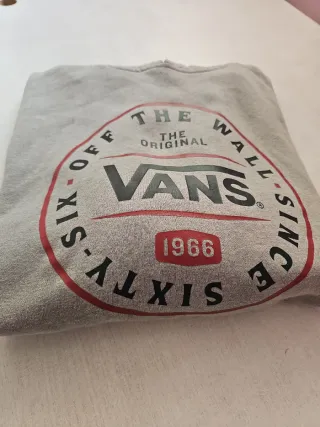 OFF THE WALL · SINCE SIXTY-SIX ·
THE
ORIGINAL
VANS®
1966